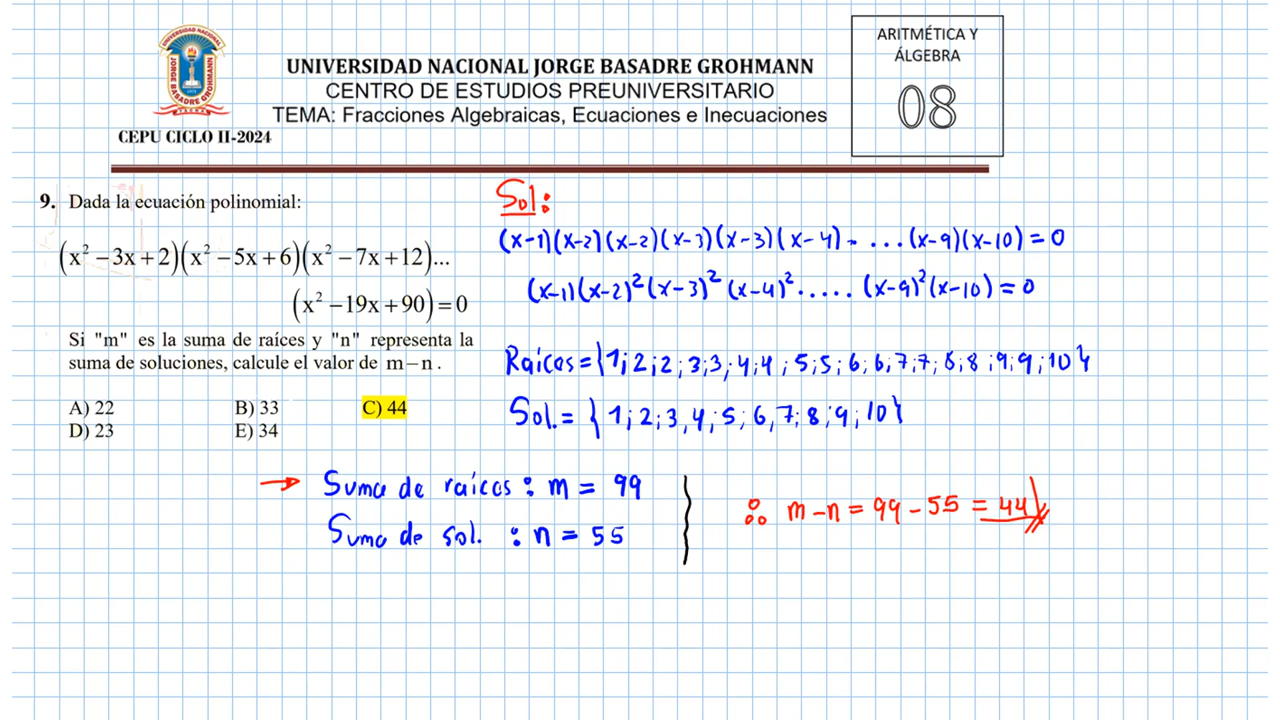 UNIVERSIDAD NACIONAL JORGE BASADRE GROHMANN
CENTRO DE ESTUDIOS PREUNIVERSITARIO
TEMA: Fracciones Algebraicas, Ecuaciones e Inecuaciones
CEPU CICLO II-2024
ARITMÉTICA Y
ÁLGEBRA
08
9. Dada la ecuación polinomial:
(x² − 3x + 2)(x² − 5x + 6)(x² − 7x + 12)...
(x² − 19x + 90) = 0
Si "m" es la suma de raíces y "n" representa la
suma de soluciones, calcule el valor de m − n .
A) 22 B) 33 C) 44
D) 23 E) 34
Sol:
(x-1)(x-2)(x-2)(x-3)(x-3)(x-4).. ...(x-9)(x-10) = 0
(x-1)(x-2)²(x-3)²(x-4)².....(x-9)²(x-10) = 0
Raíces = {1; 2; 2; 3; 3; 4; 4; 5; 5; 6; 6; 7; 7; 8; 8; 9; 9; 10}
Sol. = {1; 2; 3; 4; 5; 6; 7; 8; 9; 10}
→ Suma de raíces : m = 99
Suma de sol. : n = 55
∴ m - n = 99 - 55 = 44